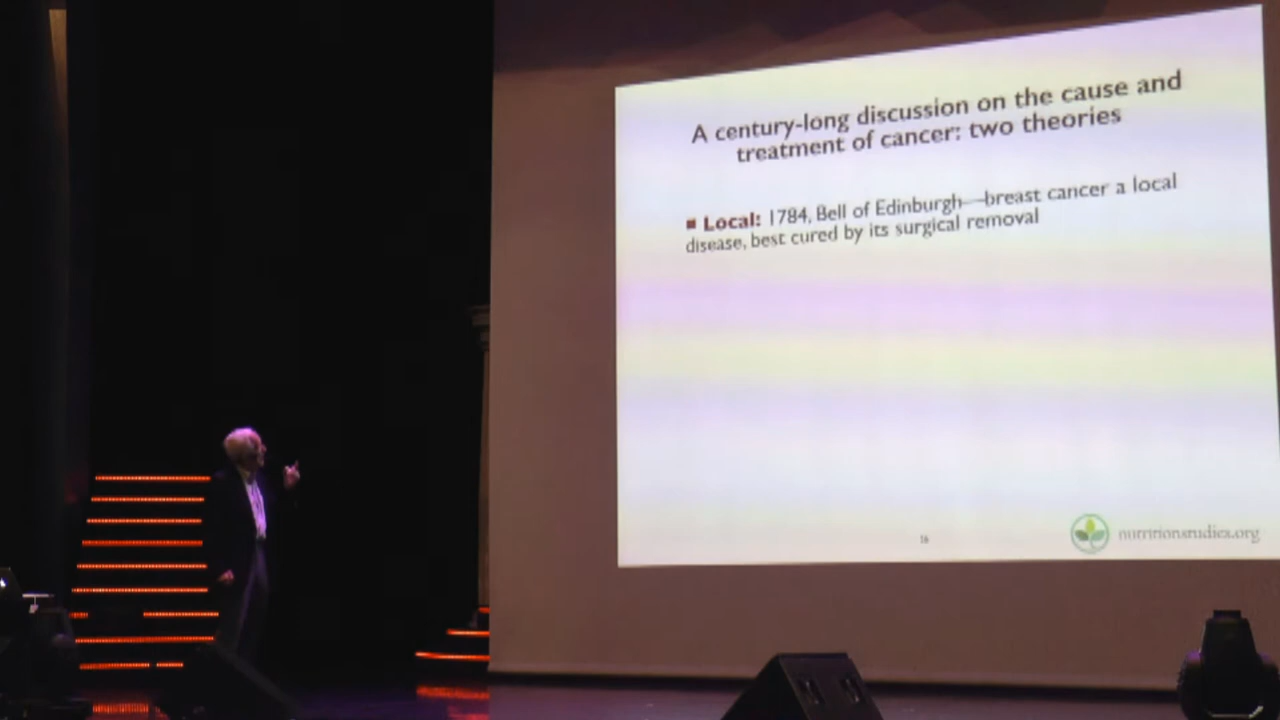 A century-long discussion on the cause and
treatment of cancer: two theories
▪ Local: 1784, Bell of Edinburgh—breast cancer a local
disease, best cured by its surgical removal
16
nutritionstudies.org